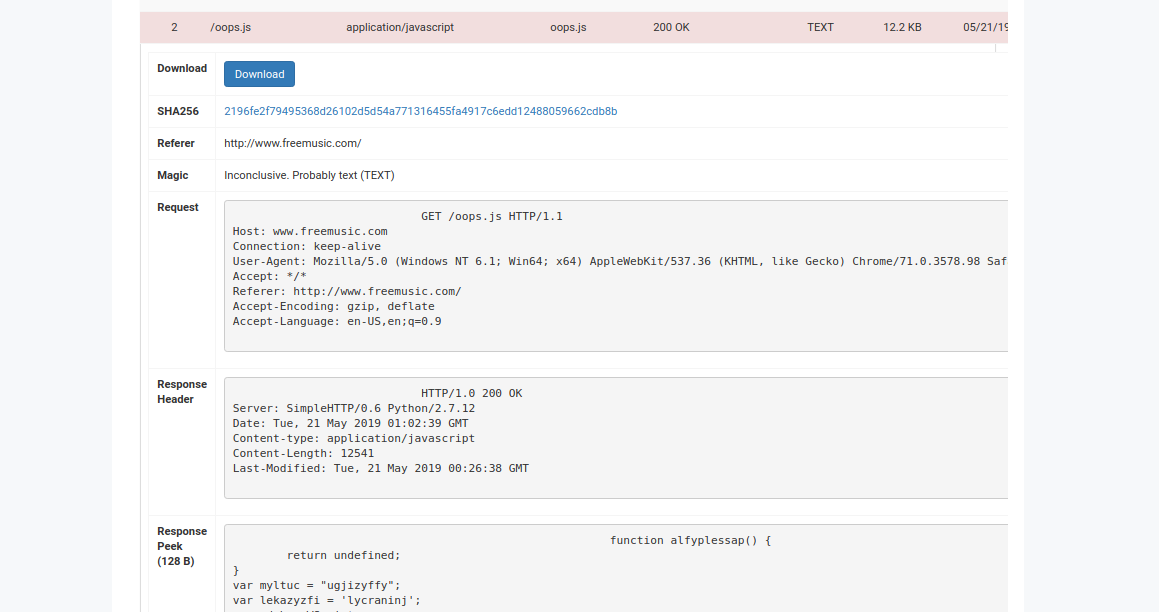 2 /oops.js application/javascript oops.js 200 OK TEXT 12.2 KB 05/21/19
Download Download
SHA256 2196fe2f79495368d26102d5d54a771316455fa4917c6edd12488059662cdb8b
Referer http://www.freemusic.com/
Magic Inconclusive. Probably text (TEXT)
Request
GET /oops.js HTTP/1.1
Host: www.freemusic.com
Connection: keep-alive
User-Agent: Mozilla/5.0 (Windows NT 6.1; Win64; x64) AppleWebKit/537.36 (KHTML, like Gecko) Chrome/71.0.3578.98 Saf
Accept: */*
Referer: http://www.freemusic.com/
Accept-Encoding: gzip, deflate
Accept-Language: en-US,en;q=0.9
Response
Header
HTTP/1.0 200 OK
Server: SimpleHTTP/0.6 Python/2.7.12
Date: Tue, 21 May 2019 01:02:39 GMT
Content-type: application/javascript
Content-Length: 12541
Last-Modified: Tue, 21 May 2019 00:26:38 GMT
Response
Peek
(128 B)
function alfyplessap() {
return undefined;
}
var myltuc = "ugjizyffy";
var lekazyzfi = 'lycraninj';